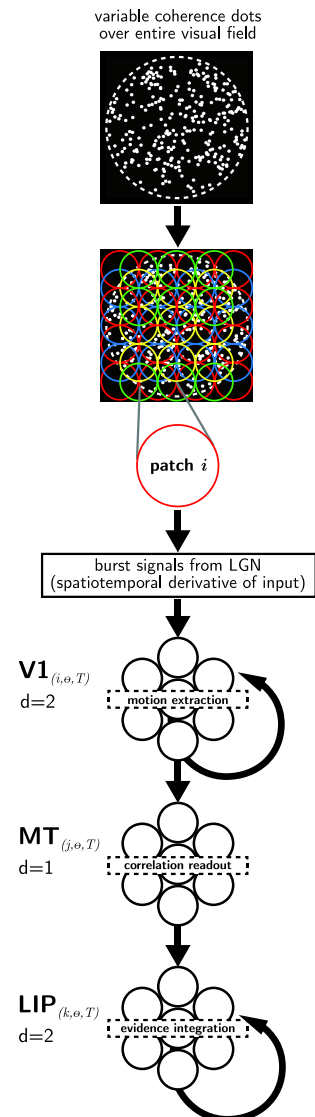 variable coherence dots
over entire visual field
patch i
burst signals from LGN
(spatiotemporal derivative of input)
V1(i,θ,T)
d=2
motion extraction
MT(j,θ,T)
d=1
correlation readout
LIP(k,θ,T)
d=2
evidence integration